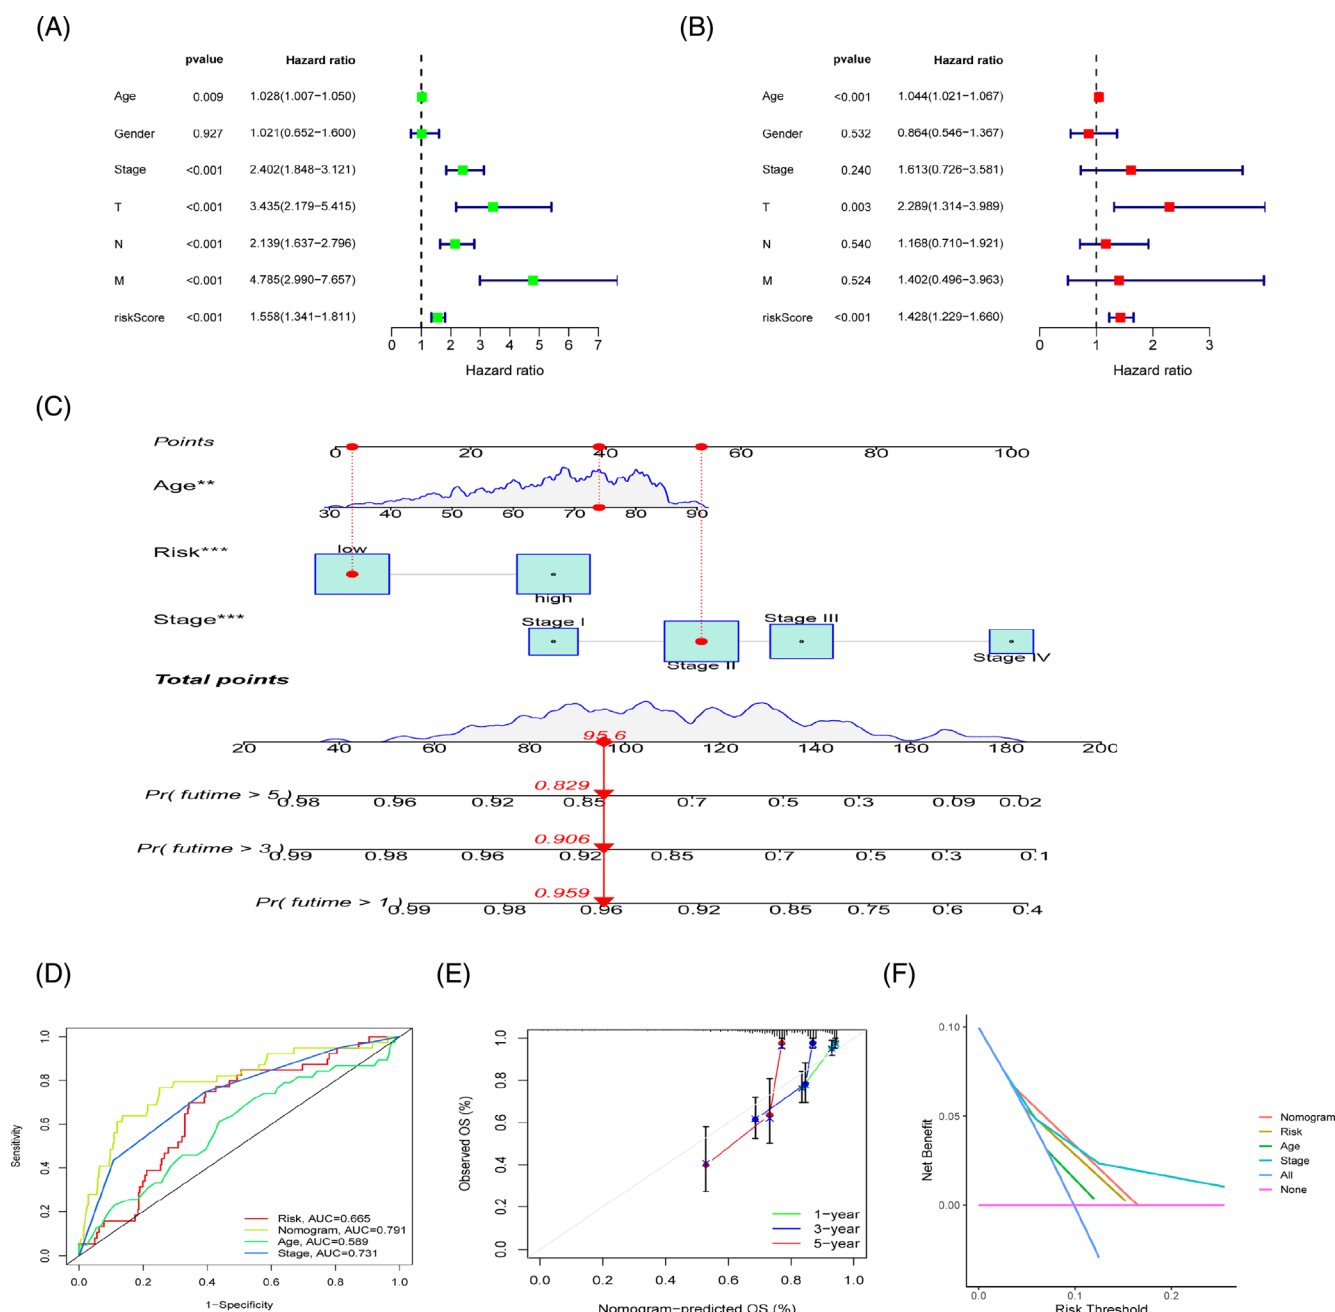 (A)
pvalue Hazard ratio
Age 0.009 1.028(1.007−1.050)
Gender 0.927 1.021(0.652−1.600)
Stage <0.001 2.402(1.848−3.121)
T <0.001 3.435(2.179−5.415)
N <0.001 2.139(1.637−2.796)
M <0.001 4.785(2.990−7.657)
riskScore <0.001 1.558(1.341−1.811)
0 1 2 3 4 5 6 7
Hazard ratio
(B)
pvalue Hazard ratio
Age <0.001 1.044(1.021−1.067)
Gender 0.532 0.864(0.546−1.367)
Stage 0.240 1.613(0.726−3.581)
T 0.003 2.289(1.314−3.989)
N 0.540 1.168(0.710−1.921)
M 0.524 1.402(0.496−3.963)
riskScore <0.001 1.428(1.229−1.660)
0 1 2 3
Hazard ratio
(C)
Points
0 20 40 60 80 100
Age**
30 40 50 60 70 80 90
Risk***
low
high
Stage***
Stage I
Stage II
Stage III
Stage IV
Total points
95.6
20 40 60 80 100 120 140 160 180 200
0.829
Pr( futime > 5 )
0.98 0.96 0.92 0.85 0.7 0.5 0.3 0.09 0.02
0.906
Pr( futime > 3 )
0.99 0.98 0.96 0.92 0.85 0.7 0.5 0.3 0.1
0.959
Pr( futime > 1 )
0.99 0.98 0.96 0.92 0.85 0.75 0.6 0.4
(D)
Sensitivity
0.0 0.2 0.4 0.6 0.8 1.0
Risk, AUC=0.665
Nomogram, AUC=0.791
Age, AUC=0.589
Stage, AUC=0.731
0.0 0.2 0.4 0.6 0.8 1.0
1−Specificity
(E)
Observed OS (%)
0.0 0.2 0.4 0.6 0.8 1.0
1−year
3−year
5−year
0.0 0.2 0.4 0.6 0.8 1.0
Nomogram−predicted OS (%)
(F)
Net Benefit
0.10
0.05
0.00
0.0 0.1 0.2
Risk Threshold
Nomogram
Risk
Age
Stage
All
None